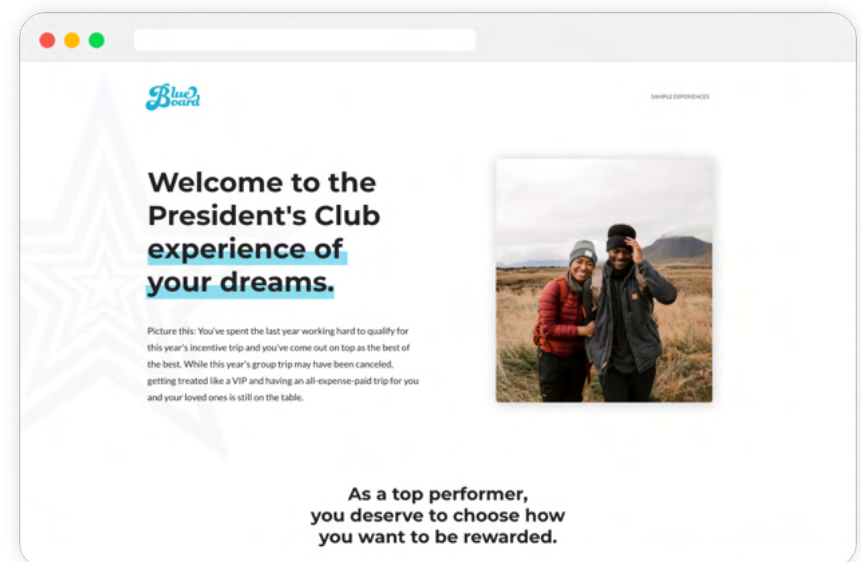 Blue
Board
SAMPLE EXPERIENCES
Welcome to the
President's Club
experience of
your dreams.
Picture this: You've spent the last year working hard to qualify for
this year's incentive trip and you've come out on top as the best of
the best. While this year's group trip may have been canceled,
getting treated like a VIP and having an all-expense-paid trip for you
and your loved ones is still on the table.
As a top performer,
you deserve to choose how
you want to be rewarded.